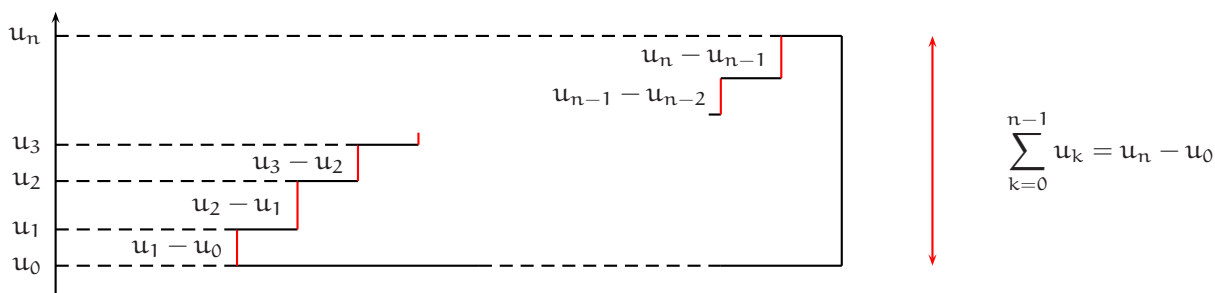 uₙ
uₙ − uₙ₋₁
uₙ₋₁ − uₙ₋₂
u₃
u₃ − u₂
u₂
u₂ − u₁
u₁
u₁ − u₀
u₀
n−1
∑ uₖ = uₙ − u₀
k=0